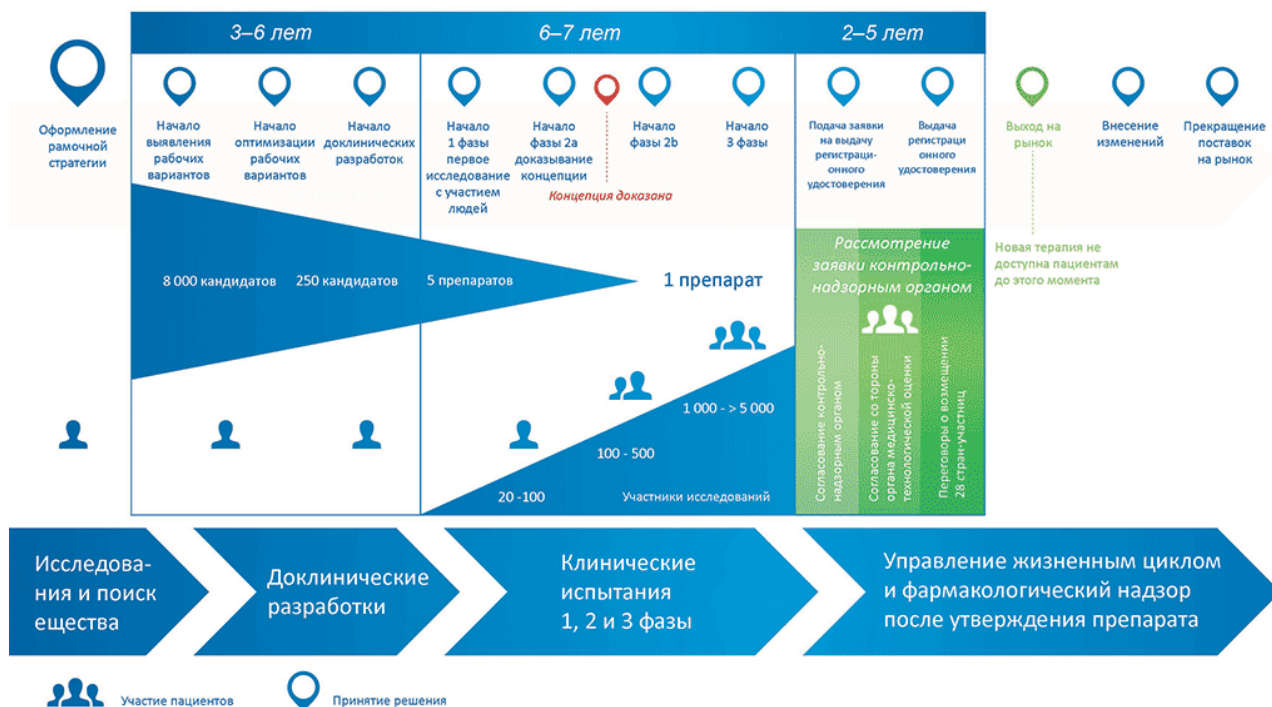 3–6 лет
6–7 лет
2–5 лет
Оформление
рамочной
стратегии
Начало
выявления
рабочих
вариантов
Начало
оптимизации
рабочих
вариантов
Начало
доклинических
разработок
Начало
1 фазы
первое
исследование
с участием
людей
Начало
фазы 2a
доказывание
концепции
Концепция доказана
Начало
фазы 2b
Начало
3 фазы
Подача заявки
на выдачу
регистраци-
онного
удостоверения
Выдача
регистраци
онного
удостоверения
Выход на
рынок
Внесение
изменений
Прекращение
поставок
на рынок
Новая терапия не
доступна пациентам
до этого момента
8 000 кандидатов
250 кандидатов
5 препаратов
1 препарат
Рассмотрение
заявки контрольно-
надзорным органом
Согласование контрольно-
надзорным органом
Согласование со тороны
органа медицинско-
технологической оценки
Переговоры о возмещении
28 стран-участниц
1 000 - > 5 000
100 - 500
20 -100
Участники исследований
Исследова-
ния и поиск
ещества
Доклинические
разработки
Клинические
испытания
1, 2 и 3 фазы
Управление жизненным циклом
и фармакологический надзор
после утверждения препарата
Участие пациентов
Принятие решения